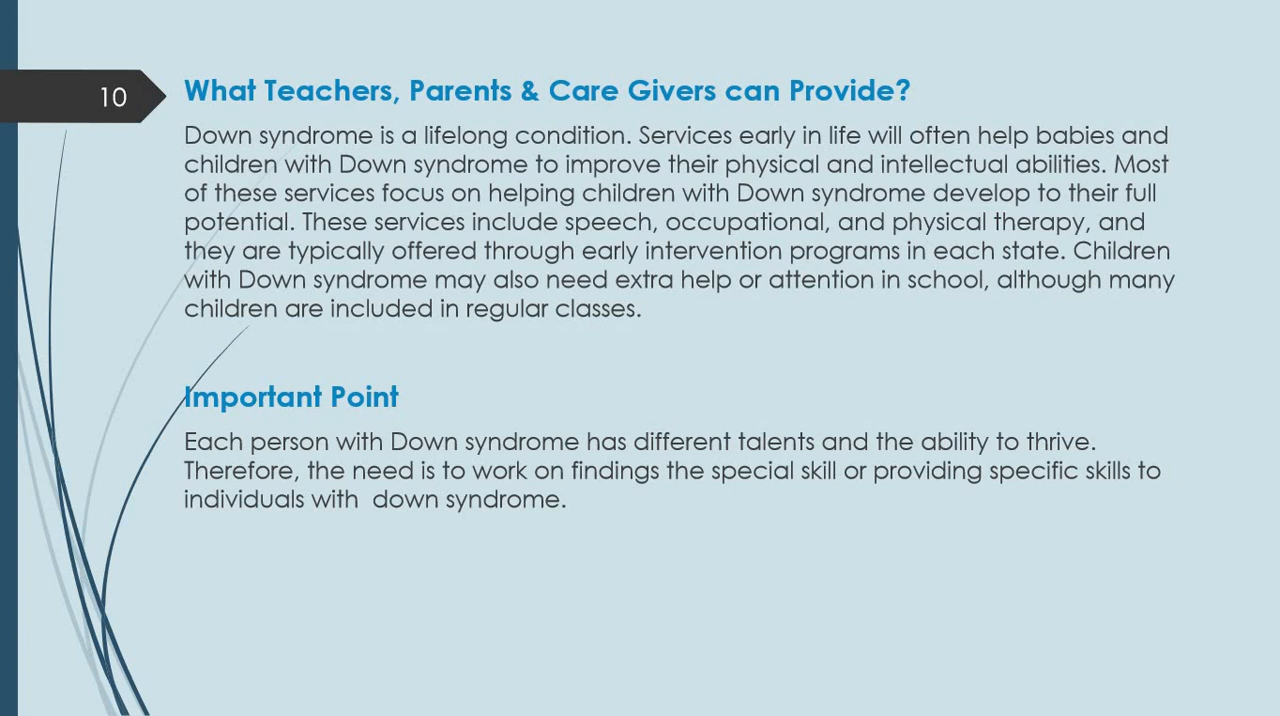 10
What Teachers, Parents & Care Givers can Provide?
Down syndrome is a lifelong condition. Services early in life will often help babies and
children with Down syndrome to improve their physical and intellectual abilities. Most
of these services focus on helping children with Down syndrome develop to their full
potential. These services include speech, occupational, and physical therapy, and
they are typically offered through early intervention programs in each state. Children
with Down syndrome may also need extra help or attention in school, although many
children are included in regular classes.
Important Point
Each person with Down syndrome has different talents and the ability to thrive.
Therefore, the need is to work on findings the special skill or providing specific skills to
individuals with  down syndrome.